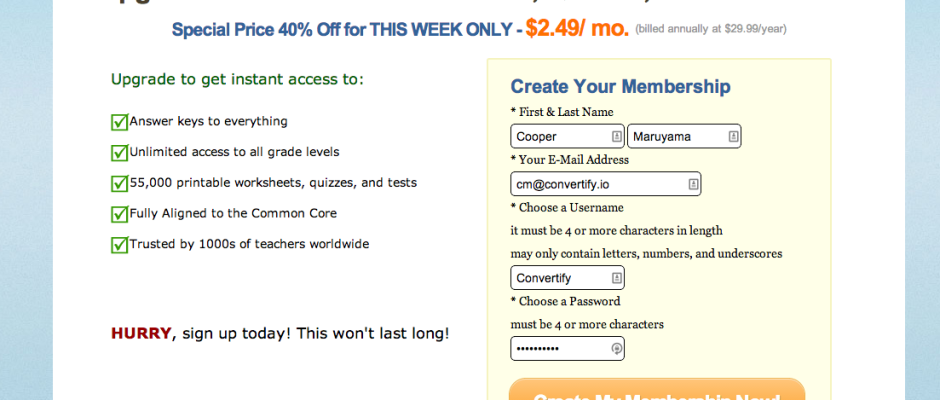 Special Price 40% Off for THIS WEEK ONLY - $2.49/ mo. (billed annually at $29.99/year)
Upgrade to get instant access to:
Answer keys to everything
Unlimited access to all grade levels
55,000 printable worksheets, quizzes, and tests
Fully Aligned to the Common Core
Trusted by 1000s of teachers worldwide
HURRY, sign up today! This won't last long!
Create Your Membership
* First & Last Name
Cooper Maruyama
* Your E-Mail Address
cm@convertify.io
* Choose a Username
it must be 4 or more characters in length
may only contain letters, numbers, and underscores
Convertify
* Choose a Password
must be 4 or more characters
••••••••••
Create My Membership Now!